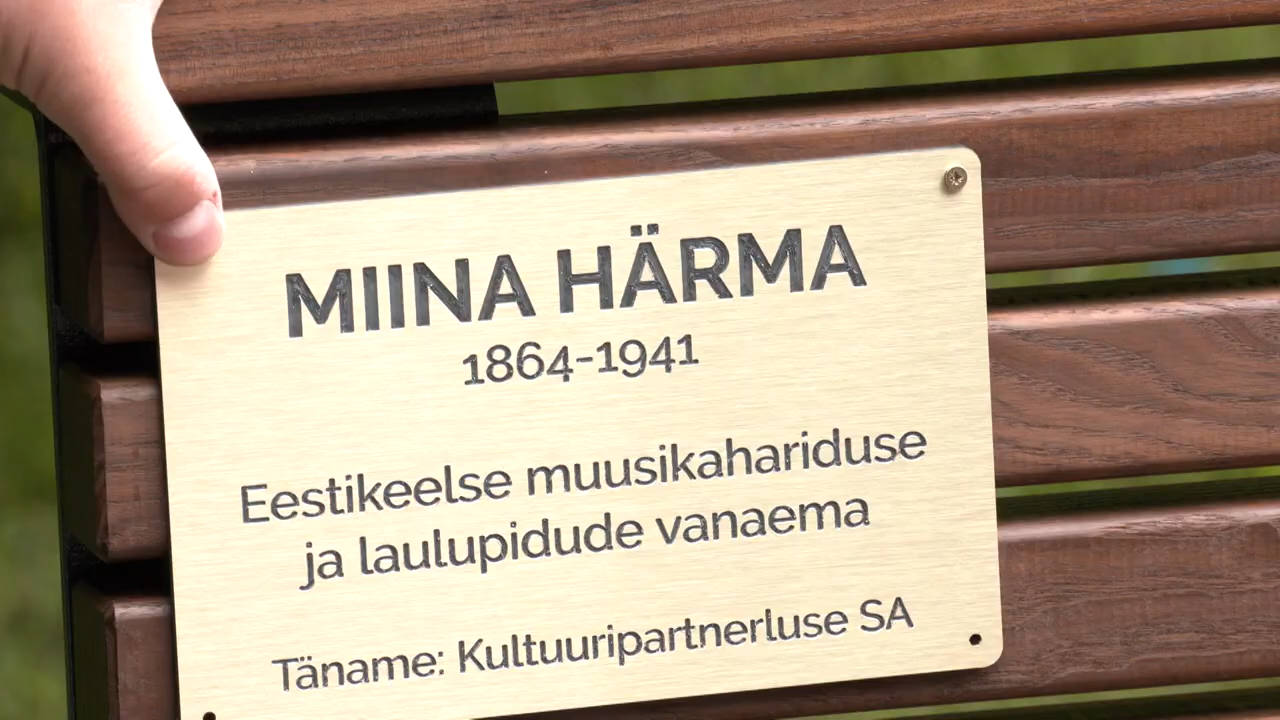 MIINA HÄRMA
1864-1941
Eestikeelse muusikahariduse
ja laulupidude vanaema
Täname: Kultuuripartnerluse SA